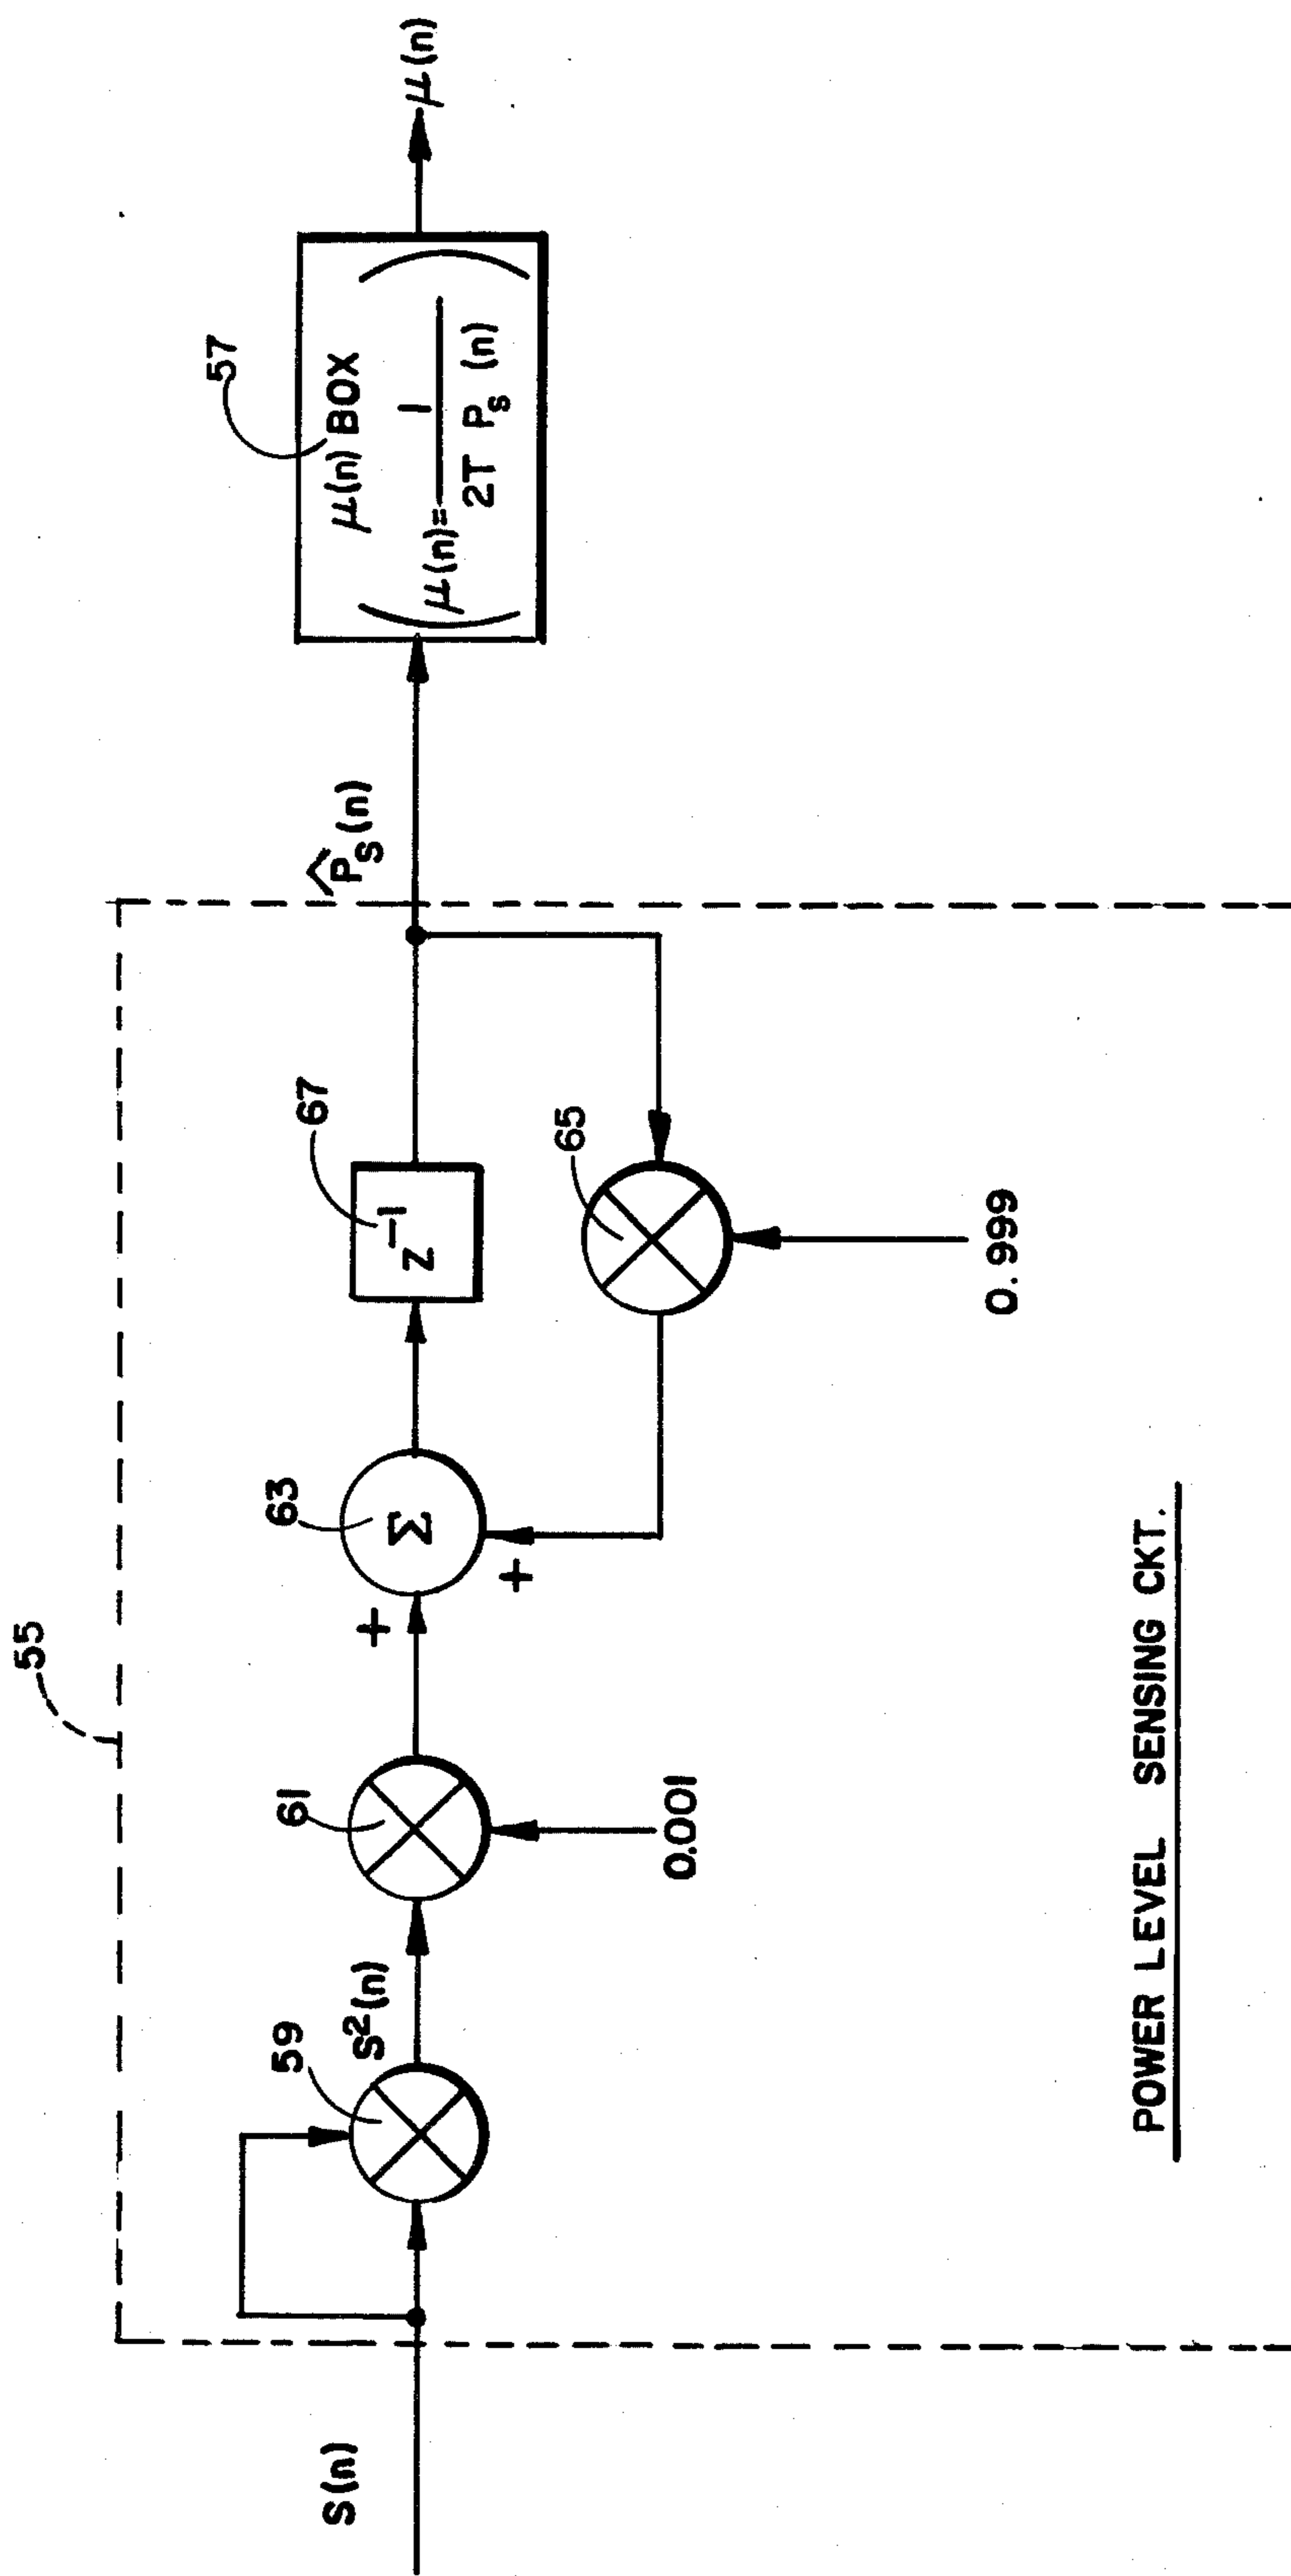 55
57
μ(n) BOX
(μ(n)= 1 / 2T Ps (n))
μ(n)
P̂s(n)
67
z⁻¹
65
0.999
63
Σ
+
+
61
0.001
59
S²(n)
S(n)
POWER LEVEL SENSING CKT.